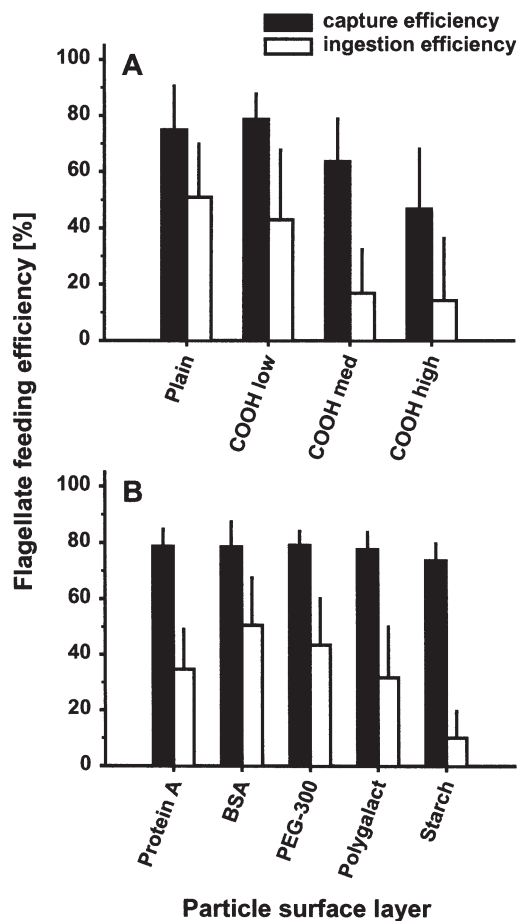 capture efficiency
ingestion efficiency
A
100
80
60
40
20
0
Plain
COOH low
COOH med
COOH high
Flagellate feeding efficiency [%]
B
100
80
60
40
20
0
Protein A
BSA
PEG-300
Polygalact
Starch
Particle surface layer